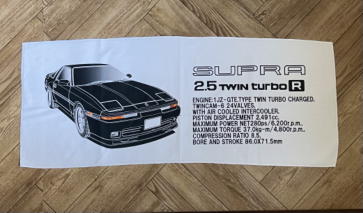 SUPRA
2.5 TWIN turbo R
ENGINE:1JZ-GTE.TYPE TWIN TURBO CHARGED.
TWINCAM-6 24VALVES.
WITH AIR COOLED INTERCOOLER.
PISTON DISPLACEMENT 2,491cc.
MAXIMUM POWER NET280ps/6,200r.p.m.
MAXIMUM TORQUE 37.0kg-m/4,800r.p.m.
COMPRESSION RATIO 8.5.
BORE AND STROKE 86.0X71.5mm